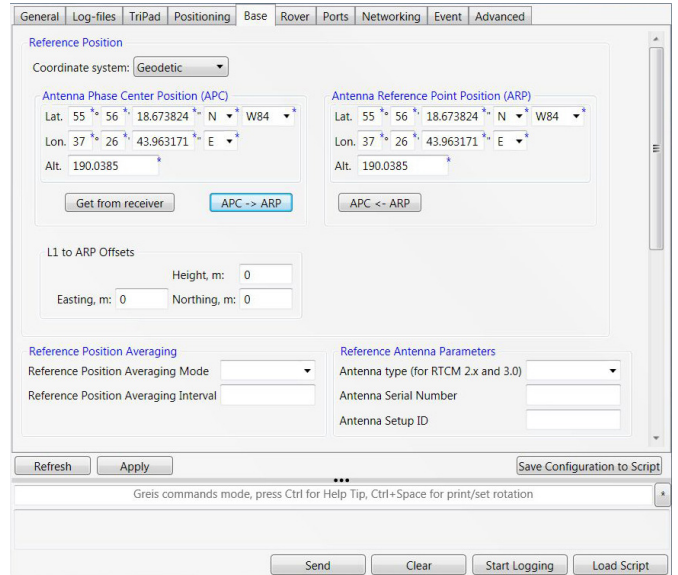 General Log-files TriPad Positioning Base Rover Ports Networking Event Advanced
Reference Position
Coordinate system: Geodetic
Antenna Phase Center Position (APC)
Lat. 55 *° 56 *' 18.673824 *" N * W84 *
Lon. 37 *° 26 *' 43.963171 *" E *
Alt. 190.0385 *
Get from receiver APC -> ARP
Antenna Reference Point Position (ARP)
Lat. 55 *° 56 *' 18.673824 *" N * W84 *
Lon. 37 *° 26 *' 43.963171 *" E *
Alt. 190.0385 *
APC <- ARP
L1 to ARP Offsets
Height, m: 0
Easting, m: 0 Northing, m: 0
Reference Position Averaging
Reference Position Averaging Mode
Reference Position Averaging Interval
Reference Antenna Parameters
Antenna type (for RTCM 2.x and 3.0)
Antenna Serial Number
Antenna Setup ID
Refresh Apply Save Configuration to Script
Greis commands mode, press Ctrl for Help Tip, Ctrl+Space for print/set rotation *
Send Clear Start Logging Load Script